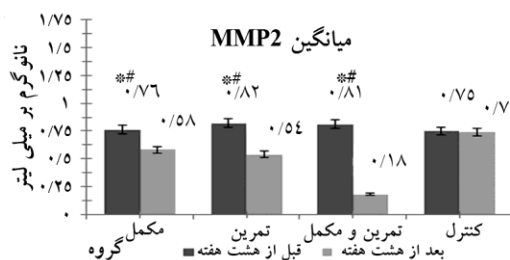 میانگین MMP2
نانوگرم بر میلی لیتر
۱/۷۵
۱/۵
۱/۲۵
۱
۰/۷۵
۰/۵
۰/۲۵
۰
*#
۰/۷۶
۰/۵۸
*#
۰/۸۲
۰/۵۴
*#
۰/۸۱
۰/۱۸
۰/۷۵
۰/۷
مکمل
تمرین
تمرین و مکمل
کنترل
گروه
قبل از هشت هفته
بعد از هشت هفته